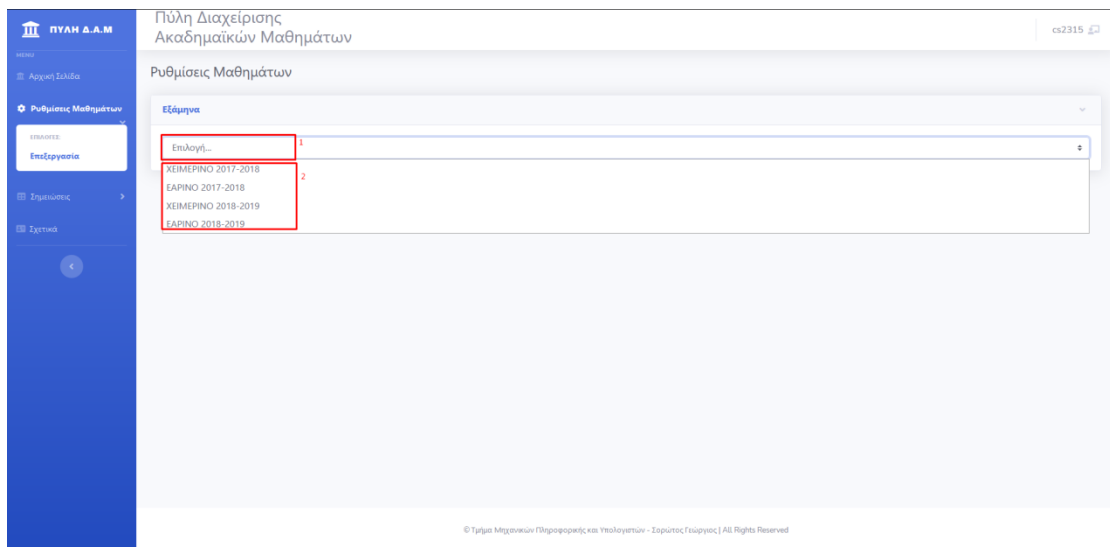 ΠΥΛΗ Δ.Α.Μ
MENU
Αρχική Σελίδα
Ρυθμίσεις Μαθημάτων
ΕΠΙΛΟΓΕΣ
Επεξεργασία
Σημειώσεις
Σχετικά
Πύλη Διαχείρισης
Ακαδημαϊκών Μαθημάτων
cs2315
Ρυθμίσεις Μαθημάτων
Εξάμηνα
Επιλογή...
1
ΧΕΙΜΕΡΙΝΟ 2017-2018
2
ΕΑΡΙΝΟ 2017-2018
ΧΕΙΜΕΡΙΝΟ 2018-2019
ΕΑΡΙΝΟ 2018-2019
© Τμήμα Μηχανικών Πληροφορικής και Υπολογιστών - Σορώτος Γεώργιος | All Rights Reserved